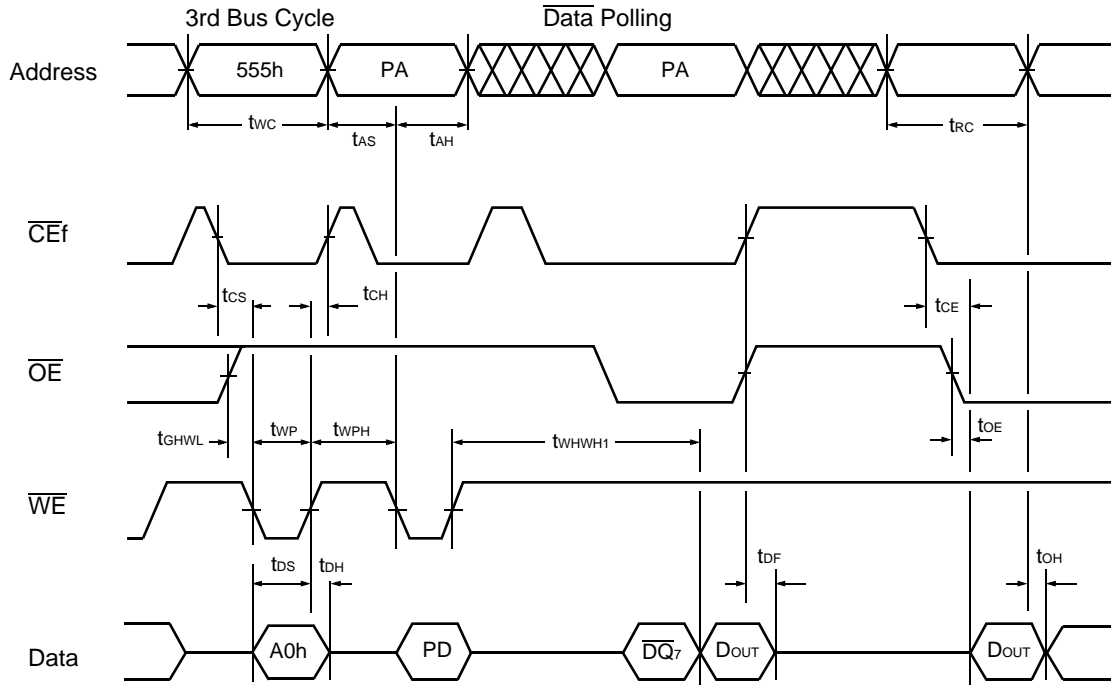 3rd Bus Cycle
Data Polling
Address
555h
PA
PA
tWC
tAS
tAH
tRC
CEf
tCS
tCH
tCE
OE
tGHWL
tWP
tWPH
tWHWH1
tOE
WE
tDS
tDH
tDF
tOH
Data
A0h
PD
DQ7
DOUT
DOUT